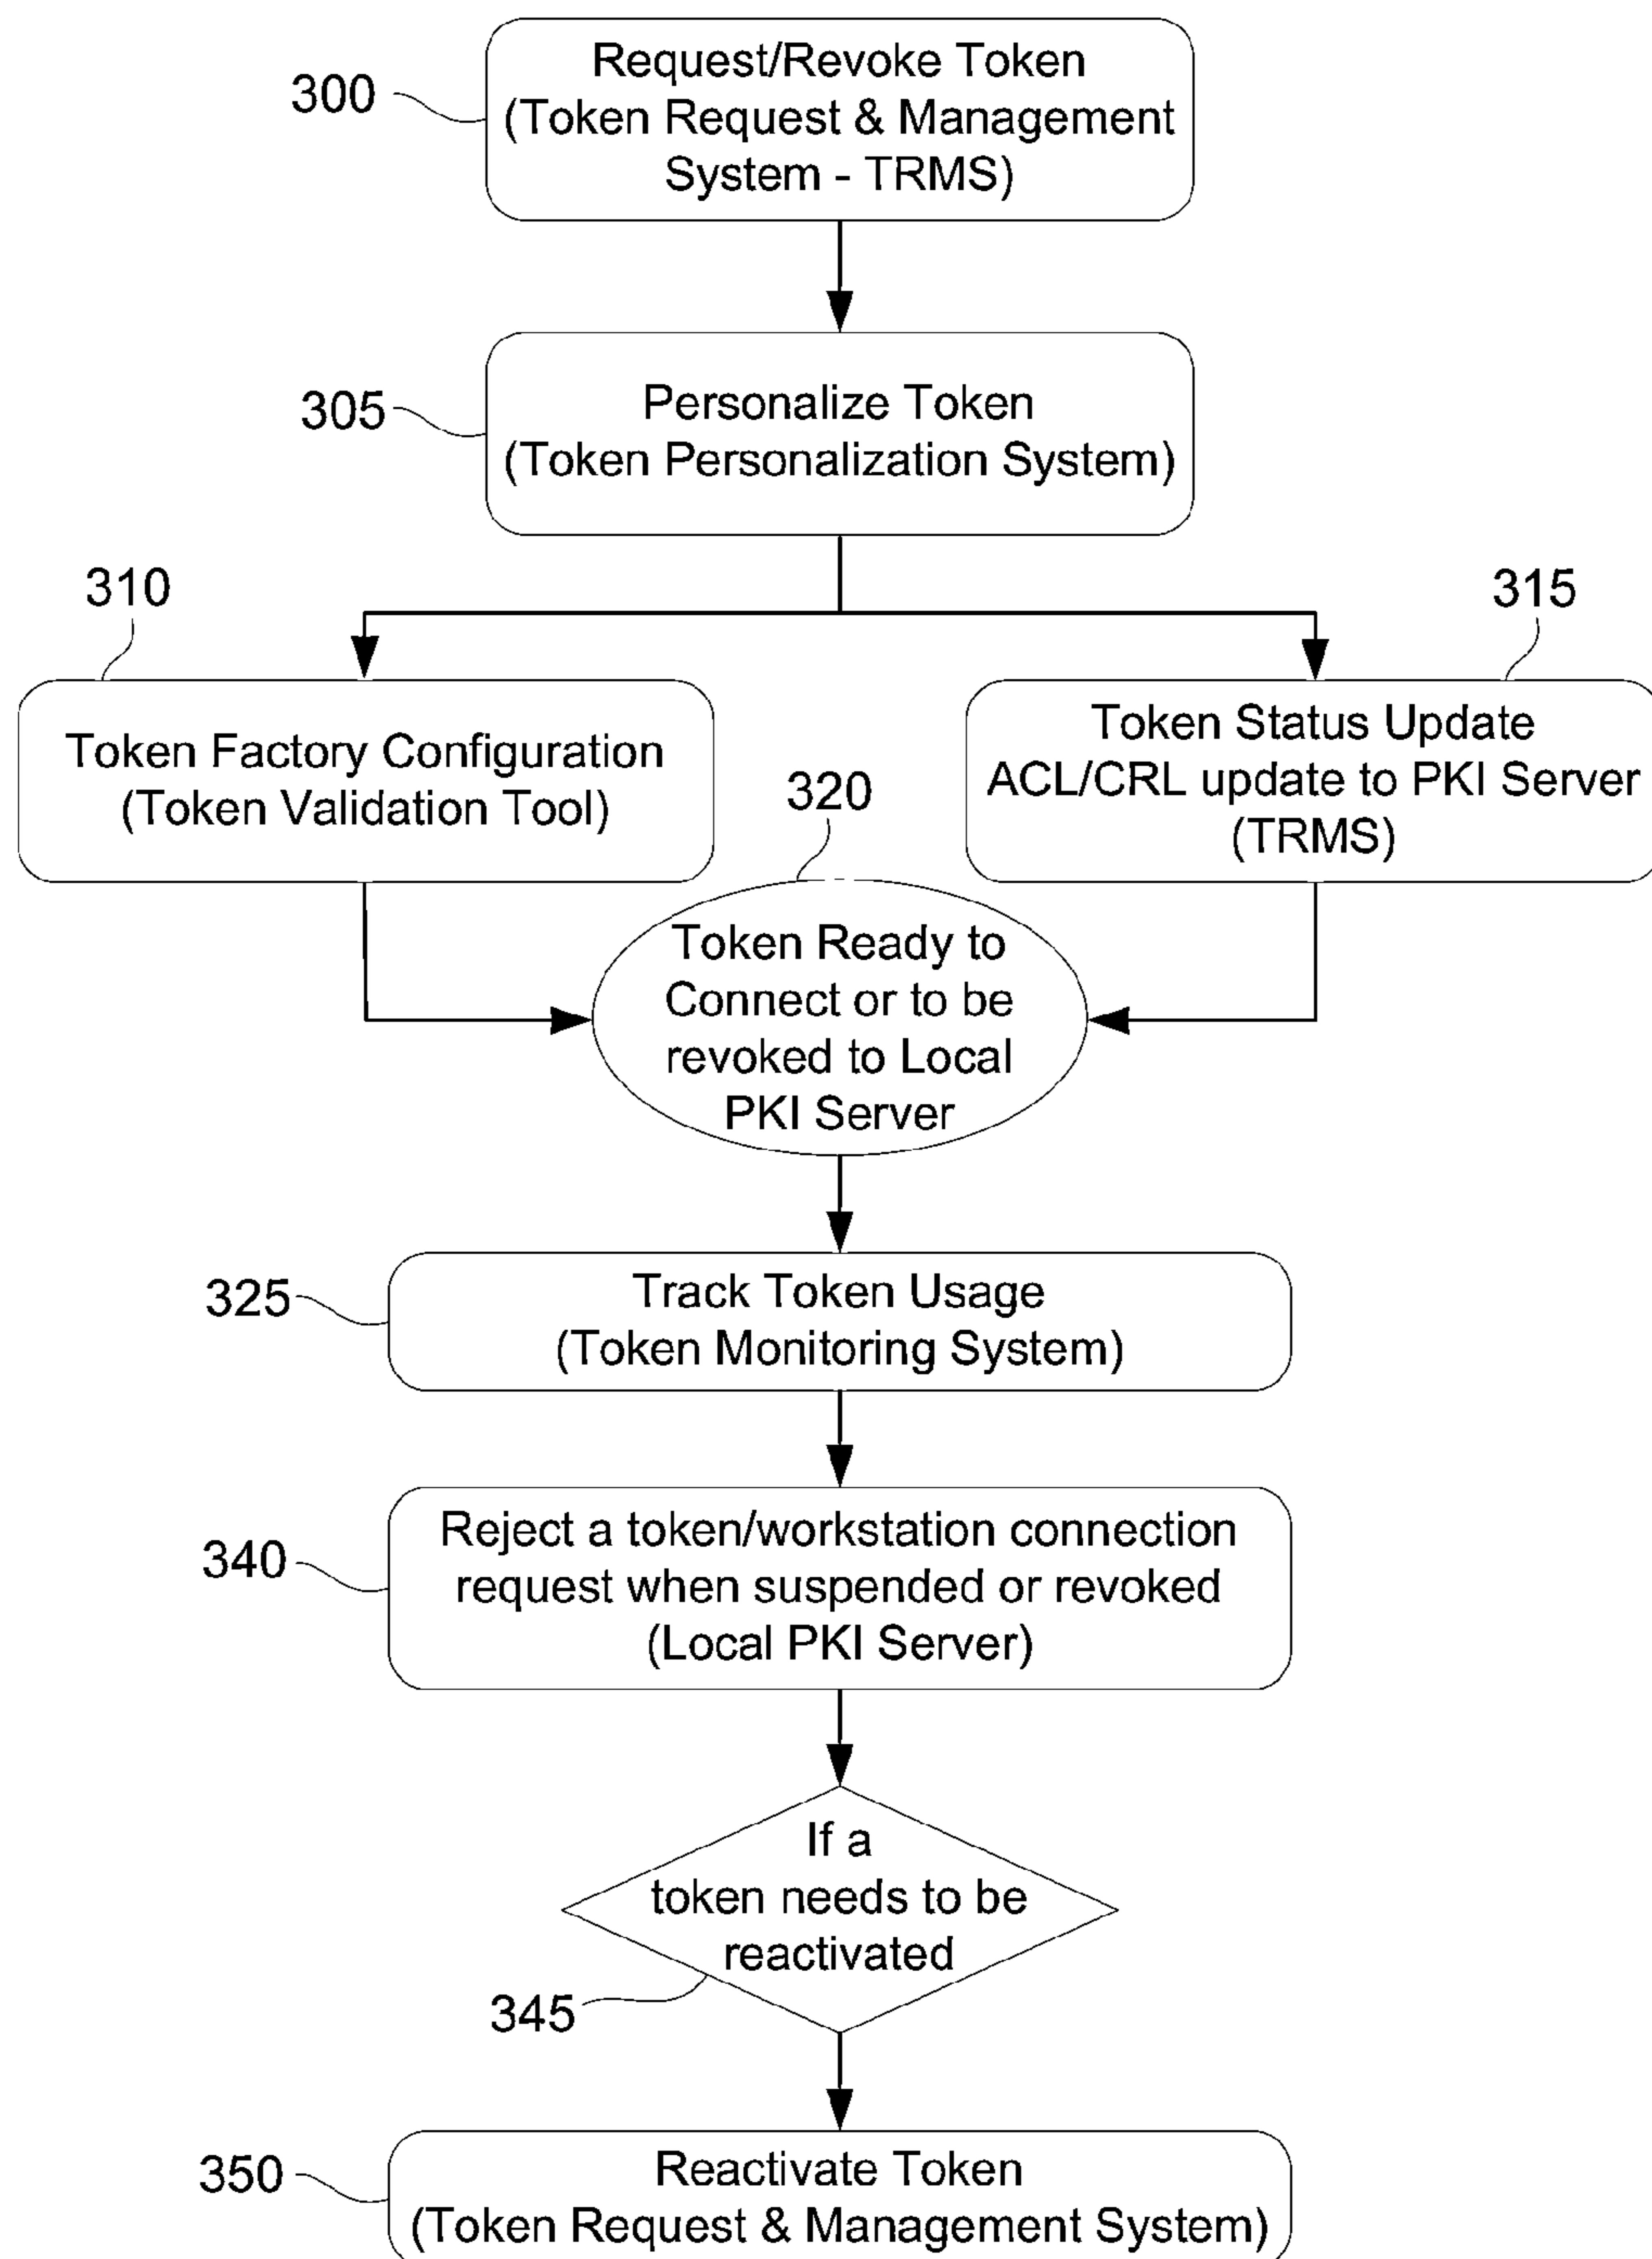 300
Request/Revoke Token
(Token Request & Management
System - TRMS)
305
Personalize Token
(Token Personalization System)
310
315
Token Factory Configuration
(Token Validation Tool)
Token Status Update
ACL/CRL update to PKI Server
(TRMS)
320
Token Ready to
Connect or to be
revoked to Local
PKI Server
325
Track Token Usage
(Token Monitoring System)
340
Reject a token/workstation connection
request when suspended or revoked
(Local PKI Server)
If a
token needs to be
reactivated
345
350
Reactivate Token
(Token Request & Management System)